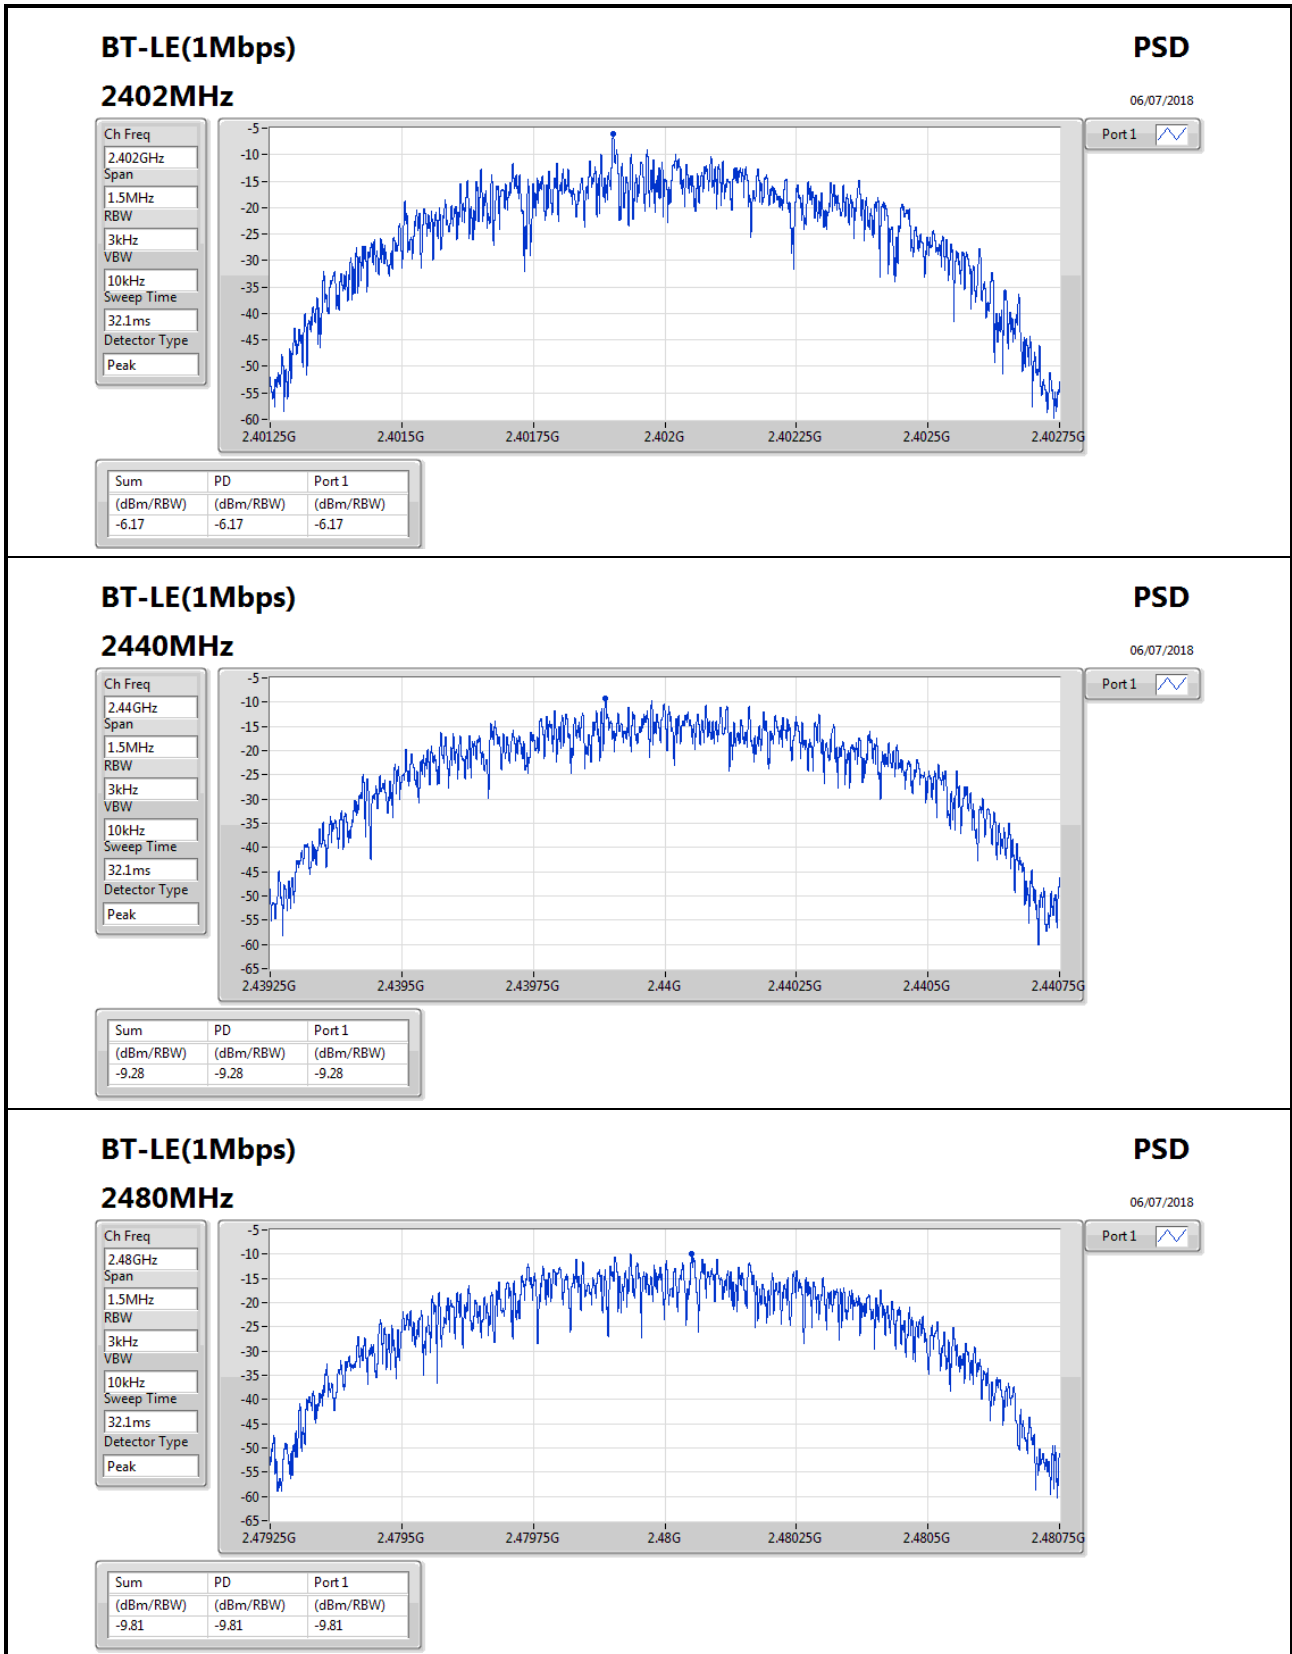 BT-LE(1Mbps) PSD
2402MHz 06/07/2018
Ch Freq
2.402GHz
Span
1.5MHz
RBW
3kHz
VBW
10kHz
Sweep Time
32.1ms
Detector Type
Peak
Port 1
-5
-10
-15
-20
-25
-30
-35
-40
-45
-50
-55
-60
2.40125G 2.4015G 2.40175G 2.402G 2.40225G 2.4025G 2.40275G
Sum PD Port 1
(dBm/RBW) (dBm/RBW) (dBm/RBW)
-6.17 -6.17 -6.17
BT-LE(1Mbps) PSD
2440MHz 06/07/2018
Ch Freq
2.44GHz
Span
1.5MHz
RBW
3kHz
VBW
10kHz
Sweep Time
32.1ms
Detector Type
Peak
Port 1
-5
-10
-15
-20
-25
-30
-35
-40
-45
-50
-55
-60
-65
2.43925G 2.4395G 2.43975G 2.44G 2.44025G 2.4405G 2.44075G
Sum PD Port 1
(dBm/RBW) (dBm/RBW) (dBm/RBW)
-9.28 -9.28 -9.28
BT-LE(1Mbps) PSD
2480MHz 06/07/2018
Ch Freq
2.48GHz
Span
1.5MHz
RBW
3kHz
VBW
10kHz
Sweep Time
32.1ms
Detector Type
Peak
Port 1
-5
-10
-15
-20
-25
-30
-35
-40
-45
-50
-55
-60
-65
2.47925G 2.4795G 2.47975G 2.48G 2.48025G 2.4805G 2.48075G
Sum PD Port 1
(dBm/RBW) (dBm/RBW) (dBm/RBW)
-9.81 -9.81 -9.81